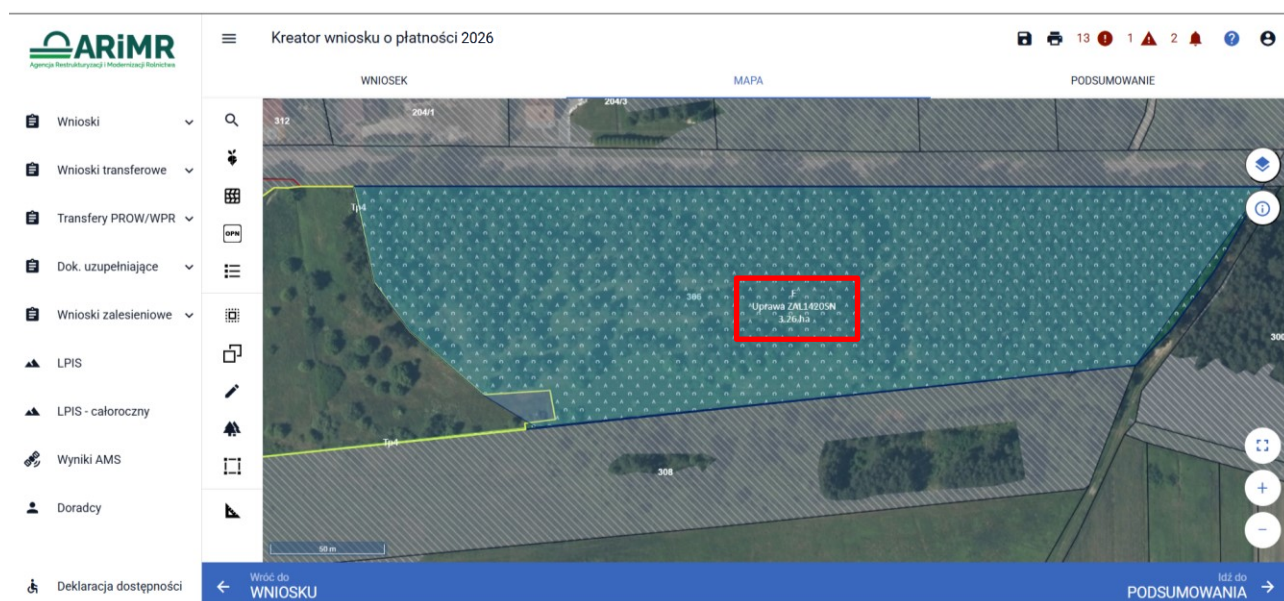 ARiMR
Agencja Restrukturyzacji i Modernizacji Rolnictwa
Kreator wniosku o płatności 2026
13
1
2
WNIOSEK
MAPA
PODSUMOWANIE
Wnioski
Wnioski transferowe
Transfery PROW/WPR
Dok. uzupełniające
Wnioski zalesieniowe
LPIS
LPIS - całoroczny
Wyniki AMS
Doradcy
Deklaracja dostępności
OPN
312
204/1
204/3
Tp4
306
F
Uprawa ZAL1420SN
3.26 ha
300
Tp4
308
50 m
Wróć do
WNIOSKU
Idź do
PODSUMOWANIA